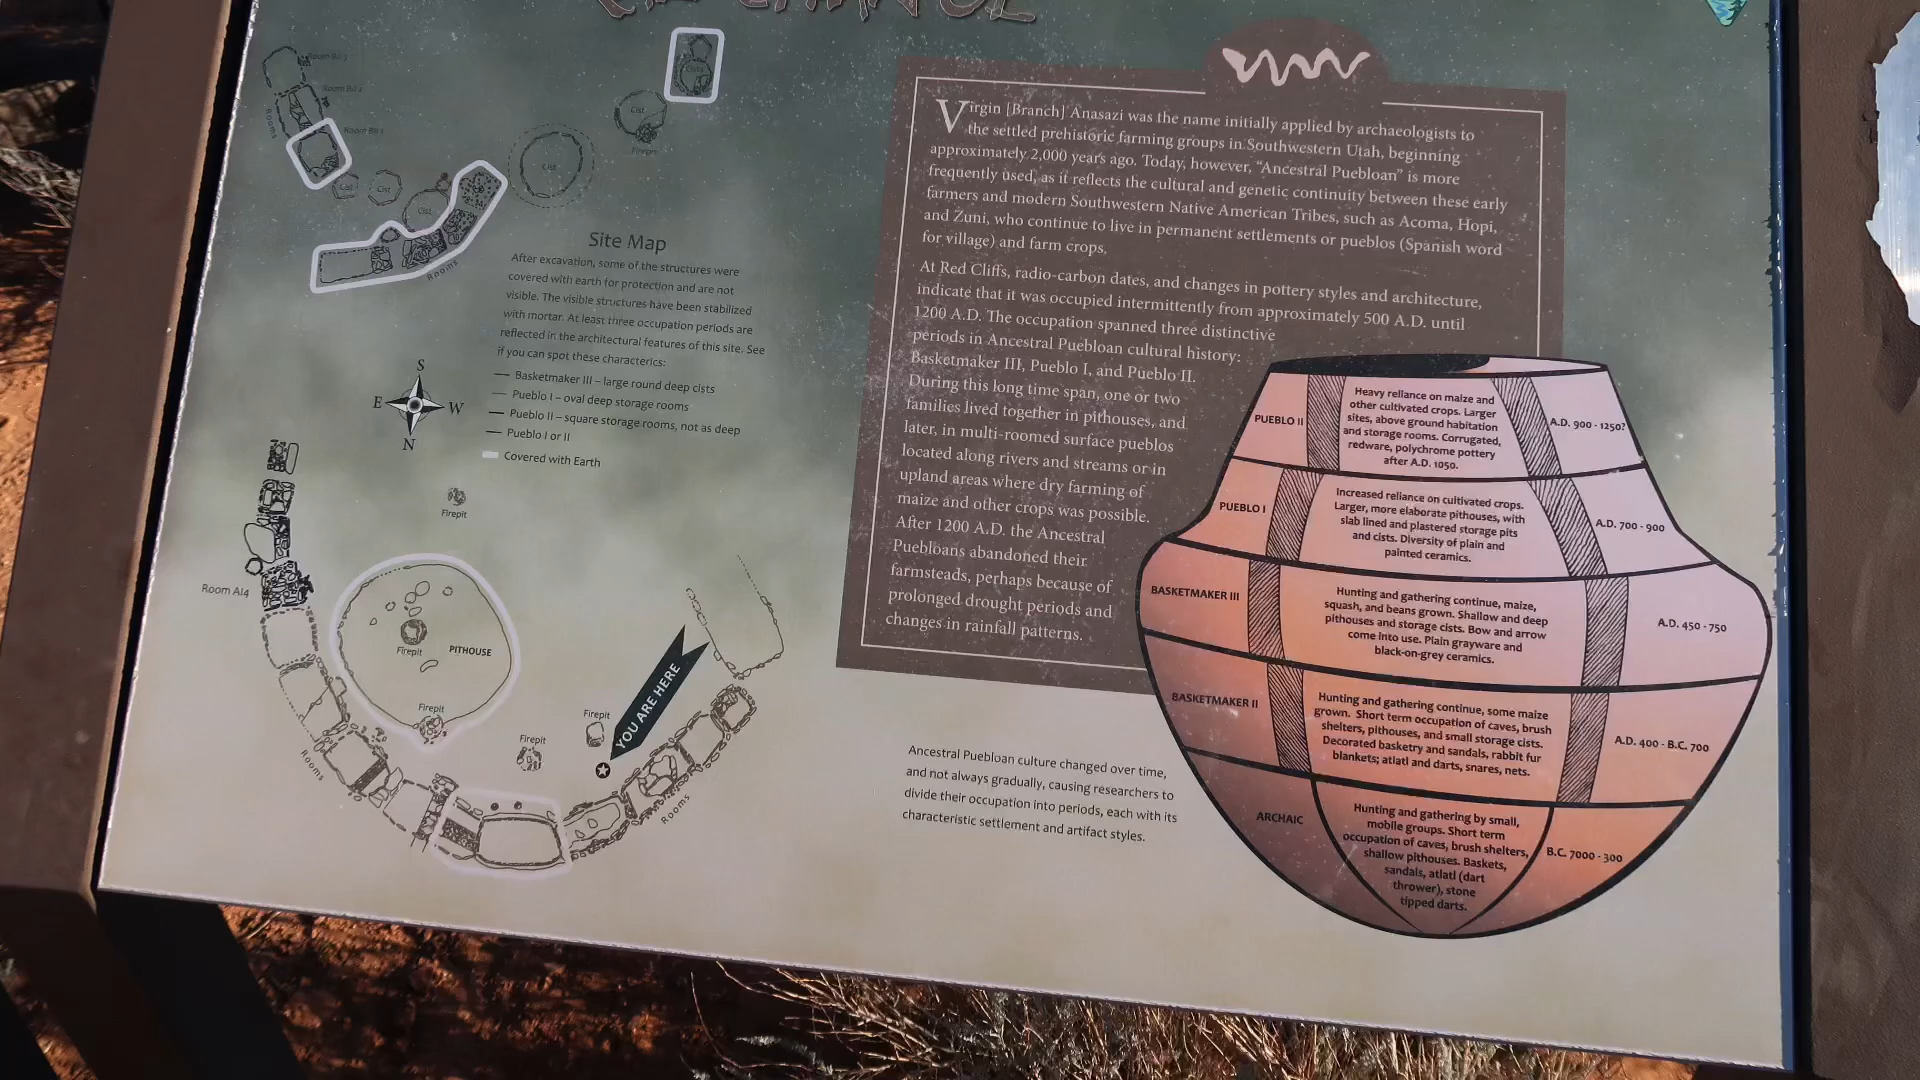 Room BII 3
Room BII 2
Rooms
Room BII 1
Cist
Cist
Cist
Rooms
Cist
Cist
Firepit
Cists
Site Map
After excavation, some of the structures were
covered with earth for protection and are not
visible. The visible structures have been stabilized
with mortar. At least three occupation periods are
reflected in the architectural features of this site. See
if you can spot these characterics:
Basketmaker III – large round deep cists
Pueblo I – oval deep storage rooms
Pueblo II – square storage rooms, not as deep
Pueblo I or II
Covered with Earth
S
E W
N
Firepit
Room AI4
Firepit
PITHOUSE
Firepit
Firepit
Firepit
YOU ARE HERE
Rooms
Rooms
Virgin [Branch] Anasazi was the name initially applied by archaeologists to
the settled prehistoric farming groups in Southwestern Utah, beginning
approximately 2,000 years ago. Today, however, “Ancestral Puebloan” is more
frequently used, as it reflects the cultural and genetic continuity between these early
farmers and modern Southwestern Native American Tribes, such as Acoma, Hopi,
and Zuni, who continue to live in permanent settlements or pueblos (Spanish word
for village) and farm crops.
At Red Cliffs, radio-carbon dates, and changes in pottery styles and architecture,
indicate that it was occupied intermittently from approximately 500 A.D. until
1200 A.D. The occupation spanned three distinctive
periods in Ancestral Puebloan cultural history:
Basketmaker III, Pueblo I, and Pueblo II.
During this long time span, one or two
families lived together in pithouses, and
later, in multi-roomed surface pueblos
located along rivers and streams or in
upland areas where dry farming of
maize and other crops was possible.
After 1200 A.D. the Ancestral
Puebloans abandoned their
farmsteads, perhaps because of
prolonged drought periods and
changes in rainfall patterns.
Ancestral Puebloan culture changed over time,
and not always gradually, causing researchers to
divide their occupation into periods, each with its
characteristic settlement and artifact styles.
PUEBLO II
Heavy reliance on maize and
other cultivated crops. Larger
sites, above ground habitation
and storage rooms. Corrugated,
redware, polychrome pottery
after A.D. 1050.
A.D. 900 - 1250?
PUEBLO I
Increased reliance on cultivated crops.
Larger, more elaborate pithouses, with
slab lined and plastered storage pits
and cists. Diversity of plain and
painted ceramics.
A.D. 700 - 900
BASKETMAKER III
Hunting and gathering continue, maize,
squash, and beans grown. Shallow and deep
pithouses and storage cists. Bow and arrow
come into use. Plain grayware and
black-on-grey ceramics.
A.D. 450 - 750
BASKETMAKER II
Hunting and gathering continue, some maize
grown. Short term occupation of caves, brush
shelters, pithouses, and small storage cists.
Decorated basketry and sandals, rabbit fur
blankets; atlatl and darts, snares, nets.
A.D. 400 - B.C. 700
ARCHAIC
Hunting and gathering by small,
mobile groups. Short term
occupation of caves, brush shelters,
shallow pithouses. Baskets,
sandals, atlatl (dart
thrower), stone
tipped darts.
B.C. 7000 - 300